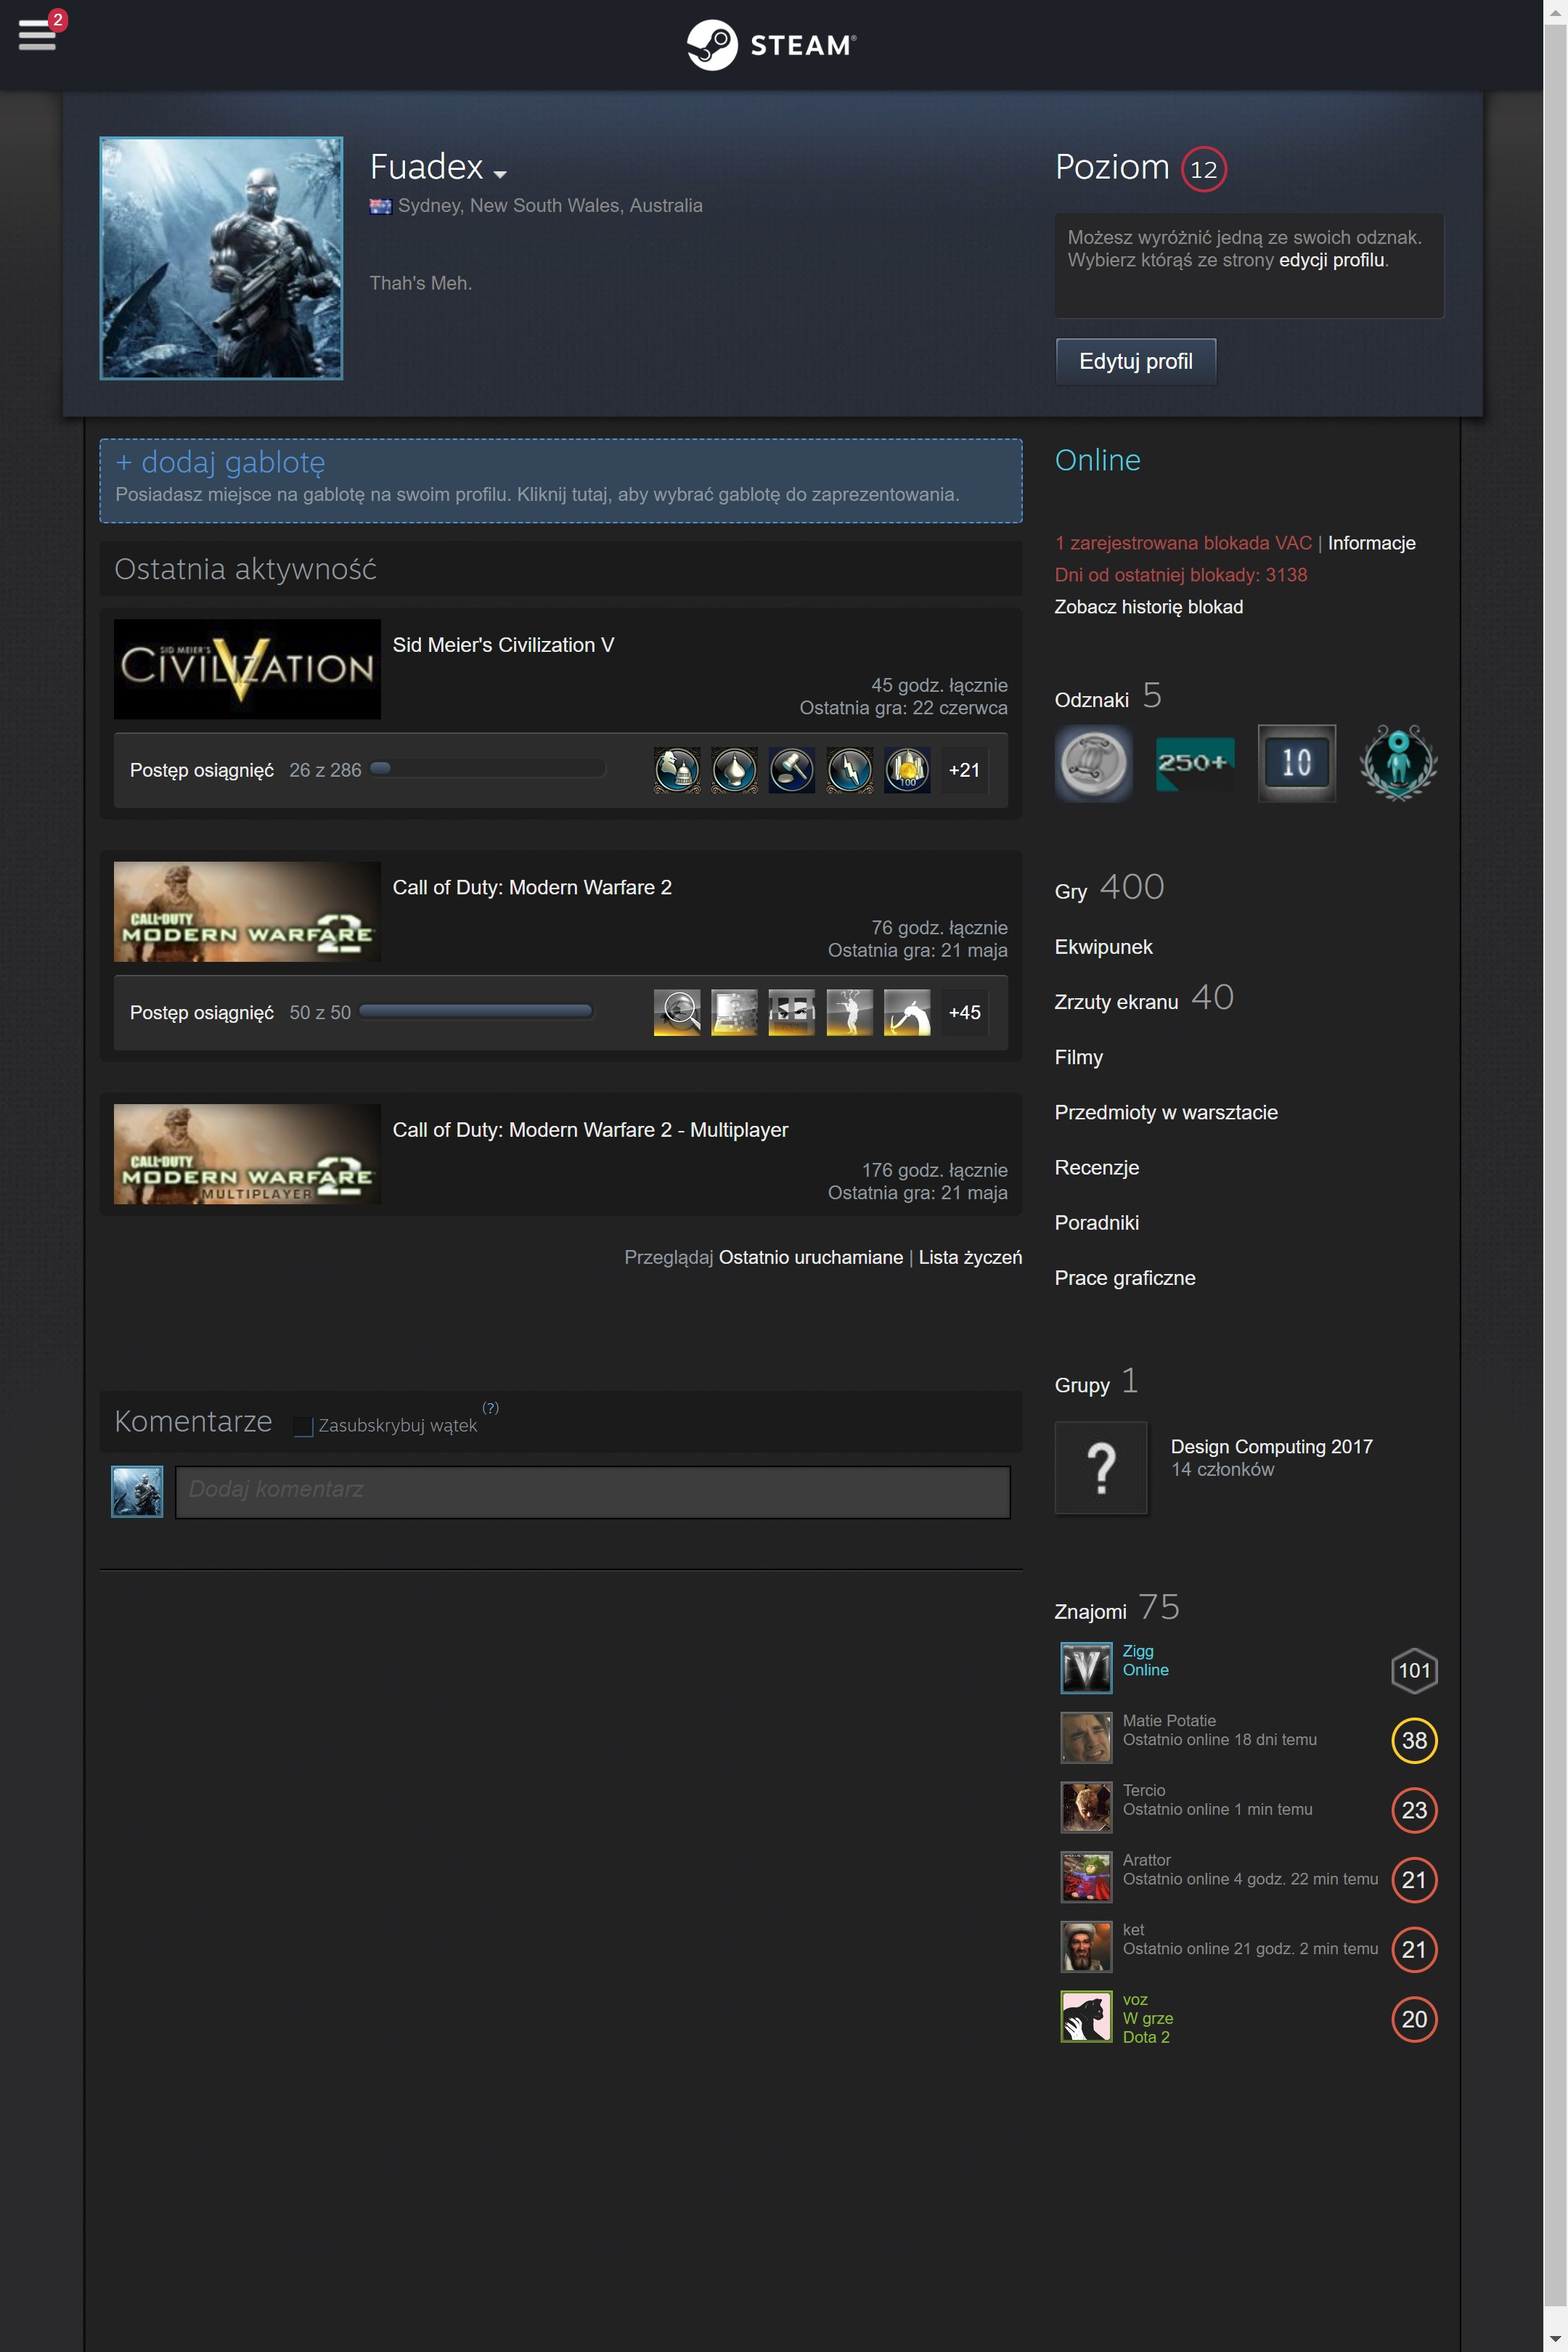 2
STEAM®
Fuadex
Sydney, New South Wales, Australia
Thah's Meh.
Poziom 12
Możesz wyróżnić jedną ze swoich odznak.
Wybierz którąś ze strony edycji profilu.
Edytuj profil
+ dodaj gablotę
Posiadasz miejsce na gablotę na swoim profilu. Kliknij tutaj, aby wybrać gablotę do zaprezentowania.
Ostatnia aktywność
SID MEIER'S
CIVILIZATION
V
Sid Meier's Civilization V
45 godz. łącznie
Ostatnia gra: 22 czerwca
Postęp osiągnięć 26 z 286
100
+21
CALL OF DUTY
MODERN WARFARE 2
Call of Duty: Modern Warfare 2
76 godz. łącznie
Ostatnia gra: 21 maja
Postęp osiągnięć 50 z 50
+45
CALL OF DUTY
MODERN WARFARE 2
MULTIPLAYER
Call of Duty: Modern Warfare 2 - Multiplayer
176 godz. łącznie
Ostatnia gra: 21 maja
Przeglądaj Ostatnio uruchamiane | Lista życzeń
Komentarze Zasubskrybuj wątek (?)
Dodaj komentarz
Online
1 zarejestrowana blokada VAC | Informacje
Dni od ostatniej blokady: 3138
Zobacz historię blokad
Odznaki 5
250+
10
Gry 400
Ekwipunek
Zrzuty ekranu 40
Filmy
Przedmioty w warsztacie
Recenzje
Poradniki
Prace graficzne
Grupy 1
?
Design Computing 2017
14 członków
Znajomi 75
V
Zigg
Online
101
Matie Potatie
Ostatnio online 18 dni temu
38
Tercio
Ostatnio online 1 min temu
23
Arattor
Ostatnio online 4 godz. 22 min temu
21
ket
Ostatnio online 21 godz. 2 min temu
21
voz
W grze
Dota 2
20